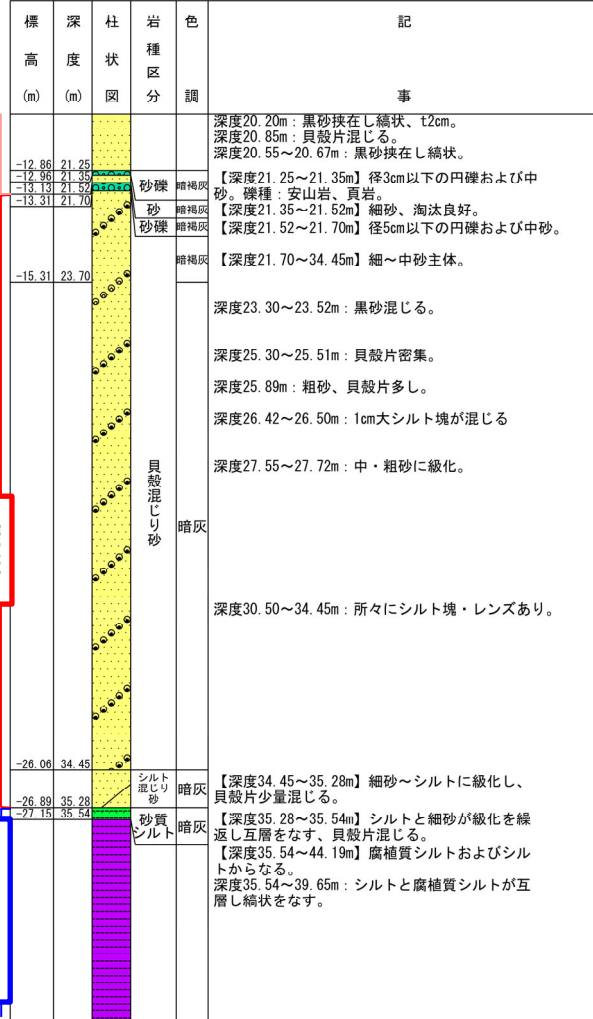 標高(m)
深度(m)
柱状図
岩種区分
色調
記事
深度20.20m：黒砂挟在し縞状、t2cm。
深度20.85m：貝殻片混じる。
深度20.55～20.67m：黒砂挟在し縞状。
-12.86 21.25
-12.96 21.35
-13.13 21.52
-13.31 21.70
砂礫 暗褐灰
【深度21.25～21.35m】径3cm以下の円礫および中
砂。礫種：安山岩、頁岩。
砂 暗褐灰
【深度21.35～21.52m】細砂、淘汰良好。
砂礫 暗褐灰
【深度21.52～21.70m】径5cm以下の円礫および中砂。
暗褐灰
【深度21.70～34.45m】細～中砂主体。
-15.31 23.70
深度23.30～23.52m：黒砂混じる。
深度25.30～25.51m：貝殻片密集。
深度25.89m：粗砂、貝殻片多し。
深度26.42～26.50m：1cm大シルト塊が混じる
深度27.55～27.72m：中・粗砂に級化。
貝殻混じり砂
暗灰
深度30.50～34.45m：所々にシルト塊・レンズあり。
-26.06 34.45
シルト
混じり
砂
暗灰
【深度34.45～35.28m】細砂～シルトに級化し、
貝殻片少量混じる。
-26.89 35.28
-27.15 35.54
砂質
シルト
暗灰
【深度35.28～35.54m】シルトと細砂が級化を繰
返し互層をなす、貝殻片混じる。
【深度35.54～44.19m】腐植質シルトおよびシル
トからなる。
深度35.54～39.65m：シルトと腐植質シルトが互
層し縞状をなす。